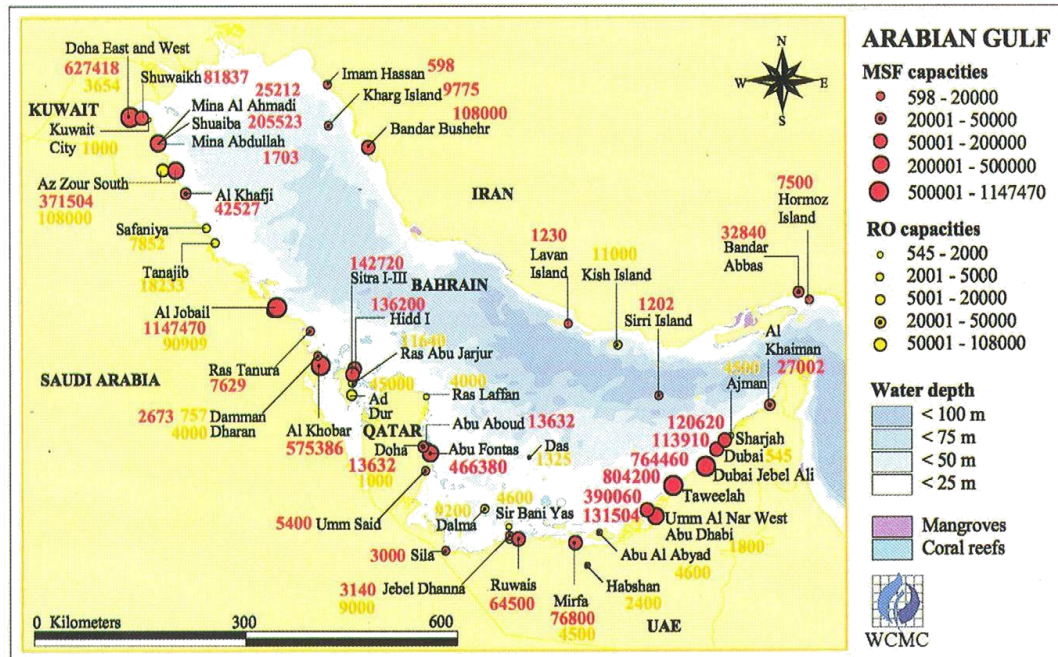 Doha East and West
627418
3654
Shuwaikh 81837
25212
KUWAIT
Mina Al Ahmadi
Shuaiba 205523
Mina Abdullah
1703
Kuwait
City 1000
Az Zour South
371504
108000
Al Khafji
42527
Safaniya
7852
Tanajib
18233
Al Jobail
1147470
90909
SAUDI ARABIA
Ras Tanura
7629
2673 757 Damman
4000 Dharan
Al Khobar
575386
Imam Hassan 598
Kharg Island 9775
108000
Bandar Bushehr
IRAN
142720
Sitra I-III
BAHRAIN
136200
Hidd I
11640
Ras Abu Jarjur
45000
Ad
Dur
4000
Ras Laffan
QATAR
Abu Aboud 13632
Doha
Abu Fontas
466380
13632
1000
5400 Umm Said
3000 Sila
1230
Lavan
Island
11000
Kish Island
1202
Sirri Island
32840
Bandar
Abbas
7500
Hormoz
Island
Al
Khaiman
27002
4500
Ajman
120620
Sharjah
113910
Dubai 545
764460
Dubai Jebel Ali
804200
Taweelah
390060
131504
Umm Al Nar West
Abu Dhabi
1800
Das
1325
9200
Dalma
4600
Sir Bani Yas
3140 Jebel Dhanna
9000
Ruwais
64500
Mirfa
76800
4500
Abu Al Abyad
4600
Habshan
2400
UAE
0 Kilometers 300 600
N
W E
S
ARABIAN GULF
MSF capacities
598 - 20000
20001 - 50000
50001 - 200000
200001 - 500000
500001 - 1147470
RO capacities
545 - 2000
2001 - 5000
5001 - 20000
20001 - 50000
50001 - 108000
Water depth
< 100 m
< 75 m
< 50 m
< 25 m
Mangroves
Coral reefs
WCMC